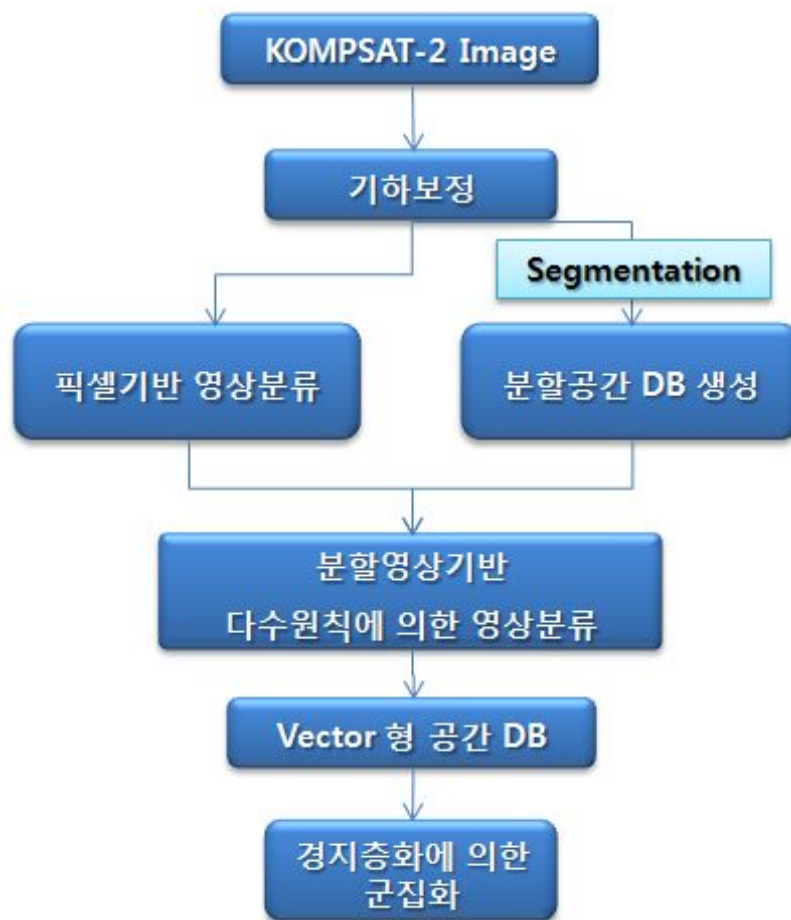 KOMPSAT-2 Image
기하보정
Segmentation
픽셀기반 영상분류
분할공간 DB 생성
분할영상기반
다수원칙에 의한 영상분류
Vector 형 공간 DB
경지층화에 의한
군집화